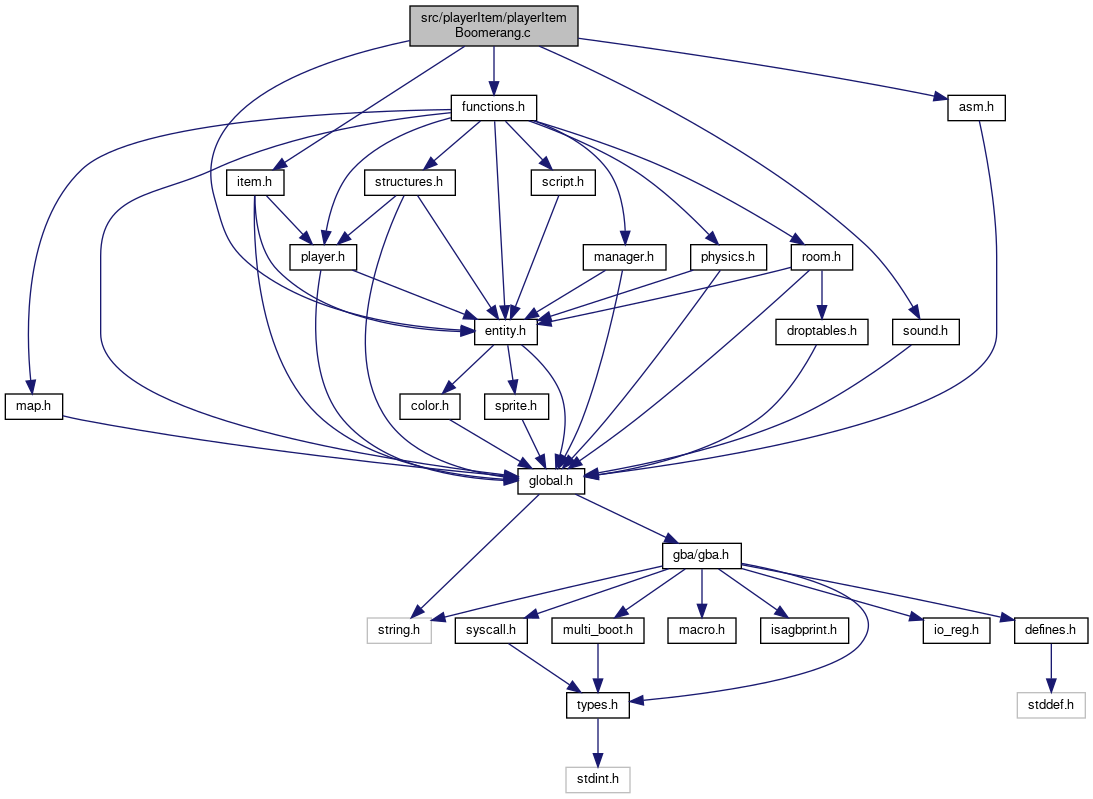 src/playerItem/playerItem
Boomerang.c
functions.h
asm.h
item.h
structures.h
script.h
player.h
manager.h
physics.h
room.h
entity.h
droptables.h
sound.h
map.h
color.h
sprite.h
global.h
gba/gba.h
string.h
syscall.h
multi_boot.h
macro.h
isagbprint.h
io_reg.h
defines.h
types.h
stddef.h
stdint.h